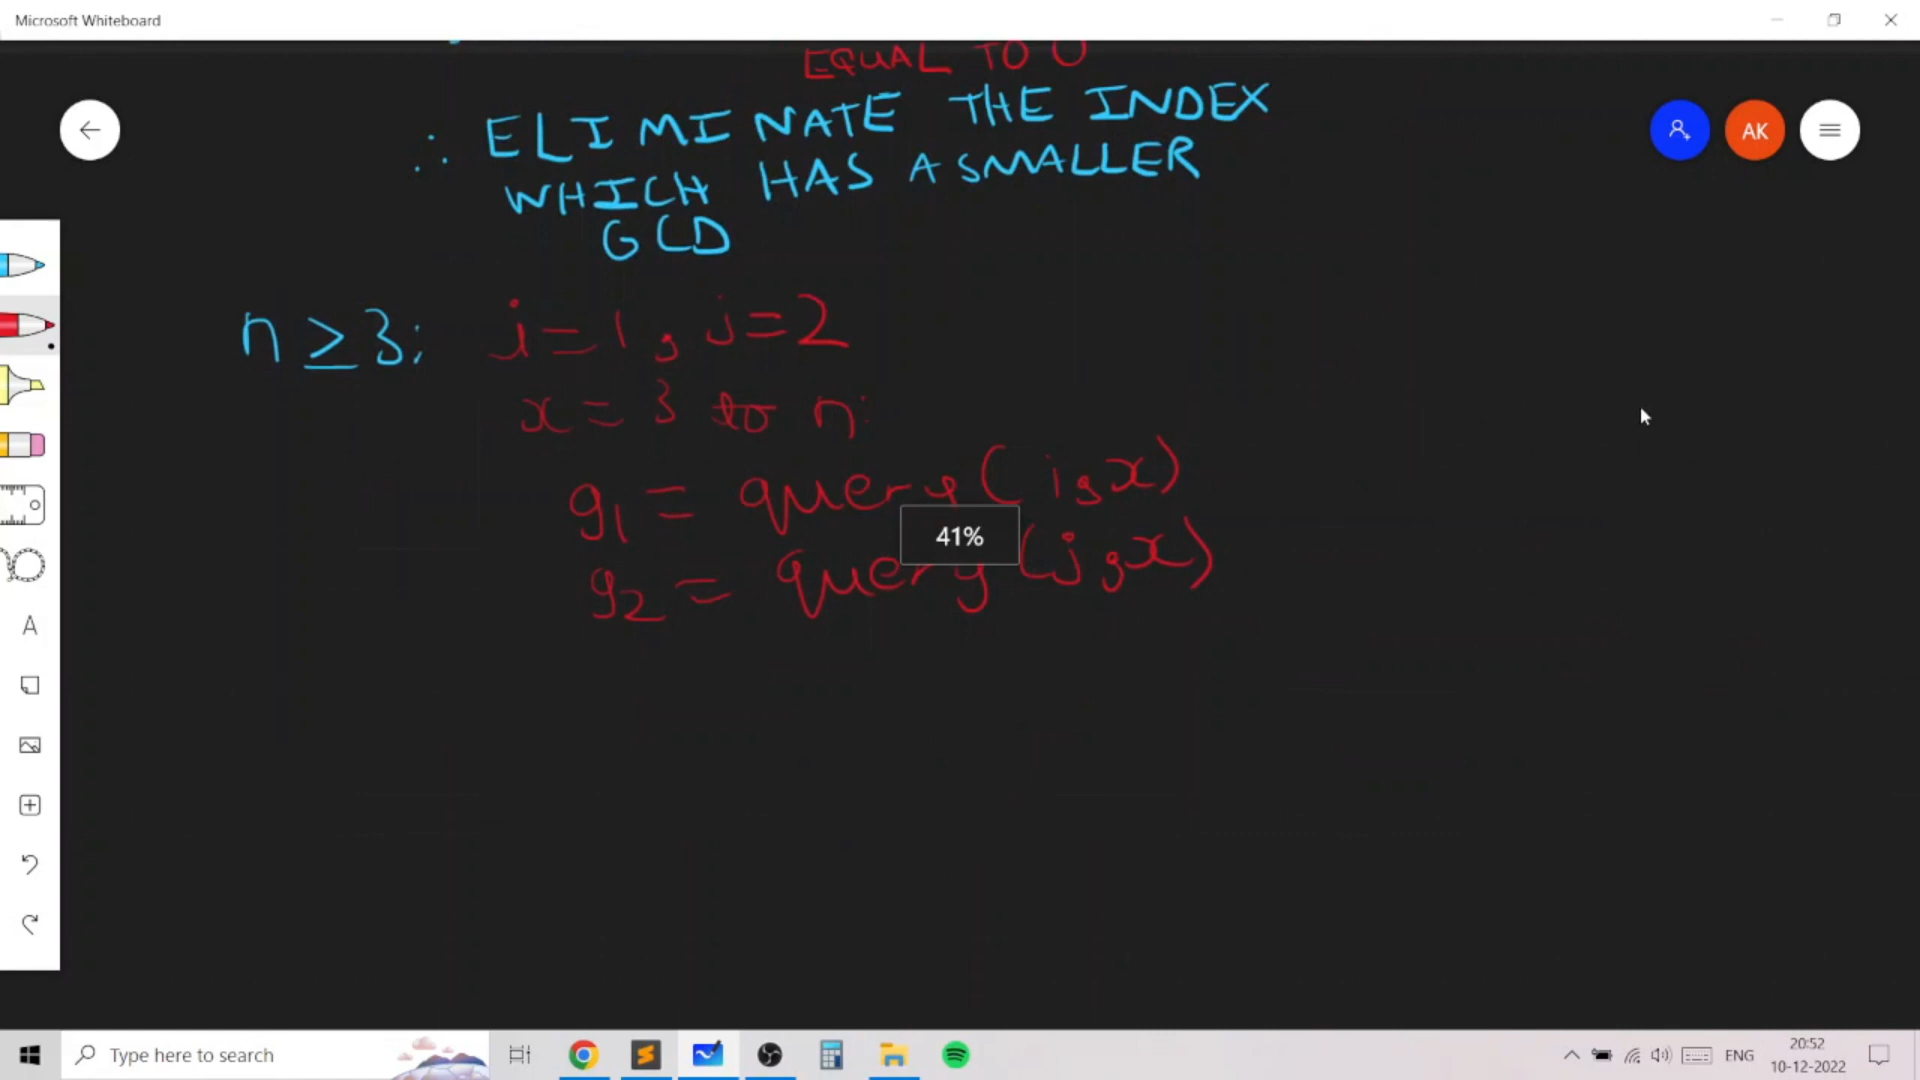 Microsoft Whiteboard
EQUAL TO 0
∴ ELIMINATE THE INDEX
WHICH HAS A SMALLER
GCD
AK
n ≥ 3: i = 1, j = 2
x = 3 to n:
g1 = query(i, x)
41%
g2 = query(j, x)
A
Type here to search
ENG
20:52
10-12-2022